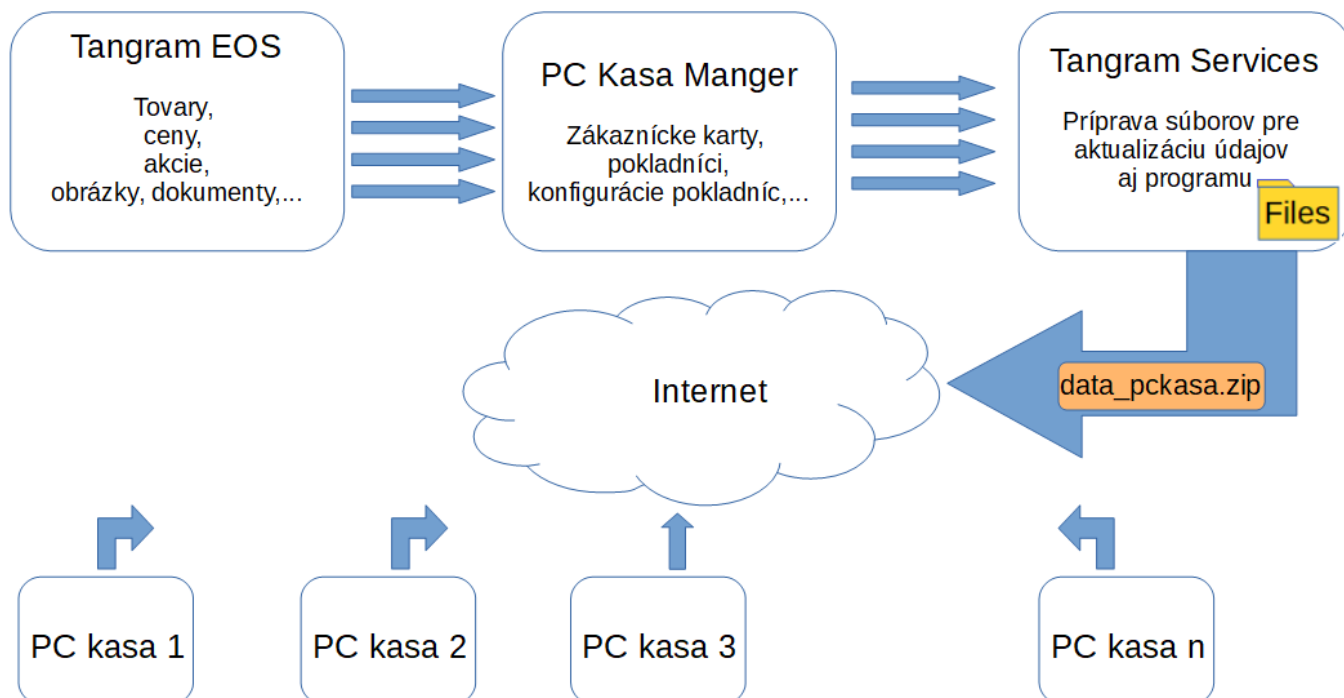 Tangram EOS
Tovary,
ceny,
akcie,
obrázky, dokumenty,...
PC Kasa Manger
Zákaznícke karty,
pokladníci,
konfigurácie pokladníc,...
Tangram Services
Príprava súborov pre
aktualizáciu údajov
aj programu
Files
Internet
data_pckasa.zip
PC kasa 1
PC kasa 2
PC kasa 3
PC kasa n